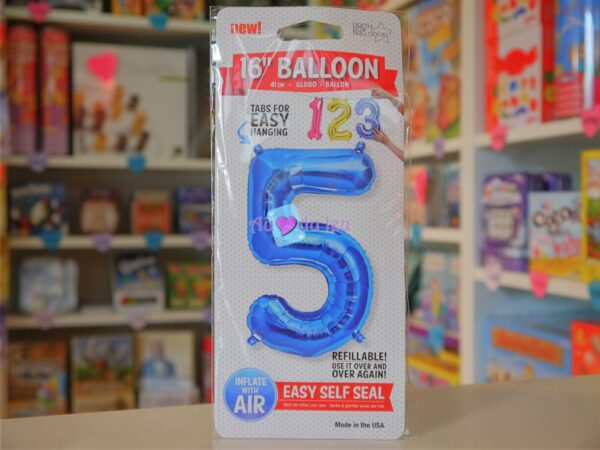 new!
16" BALLOON
41 CM • GLOBO • BALLON
TABS FOR
EASY
HANGING
123
5
REFILLABLE!
USE IT OVER AND
OVER AGAIN!
INFLATE
WITH
AIR
EASY SELF SEAL
Made in the USA